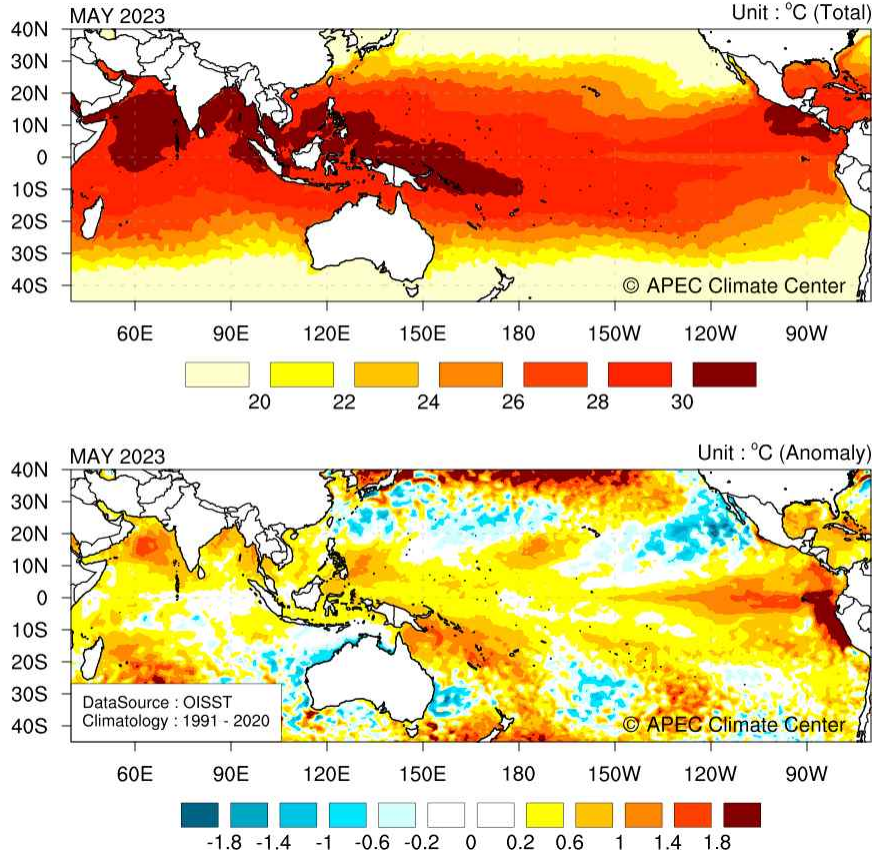 MAY 2023 Unit : °C (Total)
40N
30N
20N
10N
0
10S
20S
30S
40S
© APEC Climate Center
60E 90E 120E 150E 180 150W 120W 90W
20 22 24 26 28 30
MAY 2023 Unit : °C (Anomaly)
40N
30N
20N
10N
0
10S
20S
30S
40S
DataSource : OISST
Climatology : 1991 - 2020
© APEC Climate Center
60E 90E 120E 150E 180 150W 120W 90W
-1.8 -1.4 -1 -0.6 -0.2 0 0.2 0.6 1 1.4 1.8